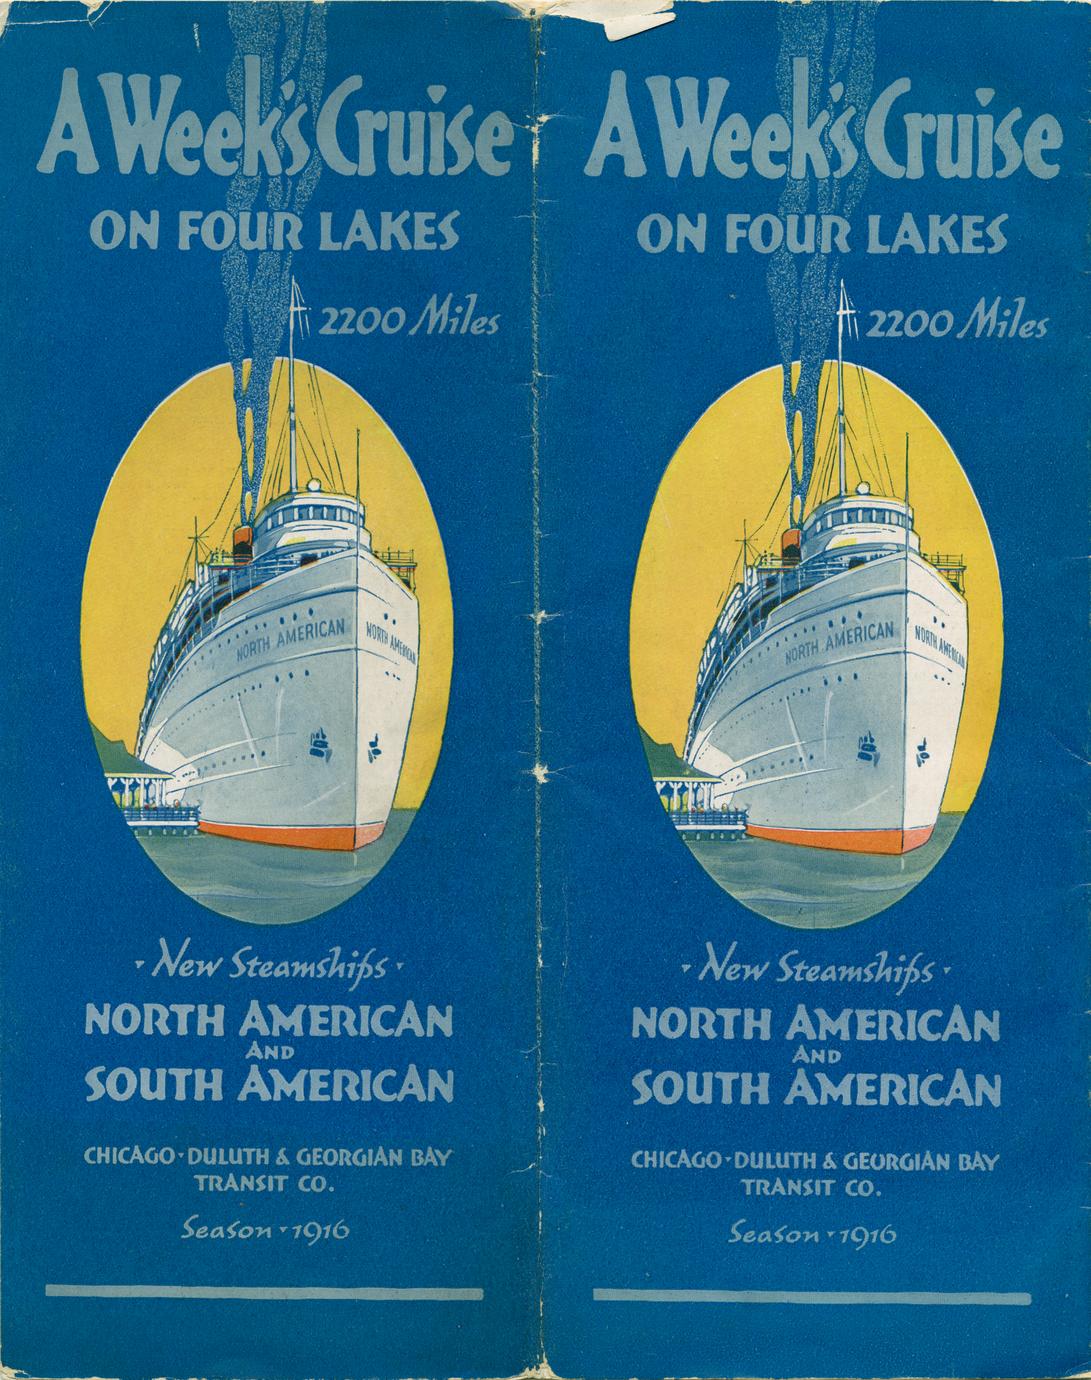 A Week's Cruise
ON FOUR LAKES
2200 Miles
NORTH AMERICAN
NORTH AMERICAN
New Steamships
NORTH AMERICAN
AND
SOUTH AMERICAN
CHICAGO · DULUTH & GEORGIAN BAY
TRANSIT CO.
Season · 1916
A Week's Cruise
ON FOUR LAKES
2200 Miles
NORTH AMERICAN
NORTH AMERICAN
New Steamships
NORTH AMERICAN
AND
SOUTH AMERICAN
CHICAGO · DULUTH & GEORGIAN BAY
TRANSIT CO.
Season · 1916